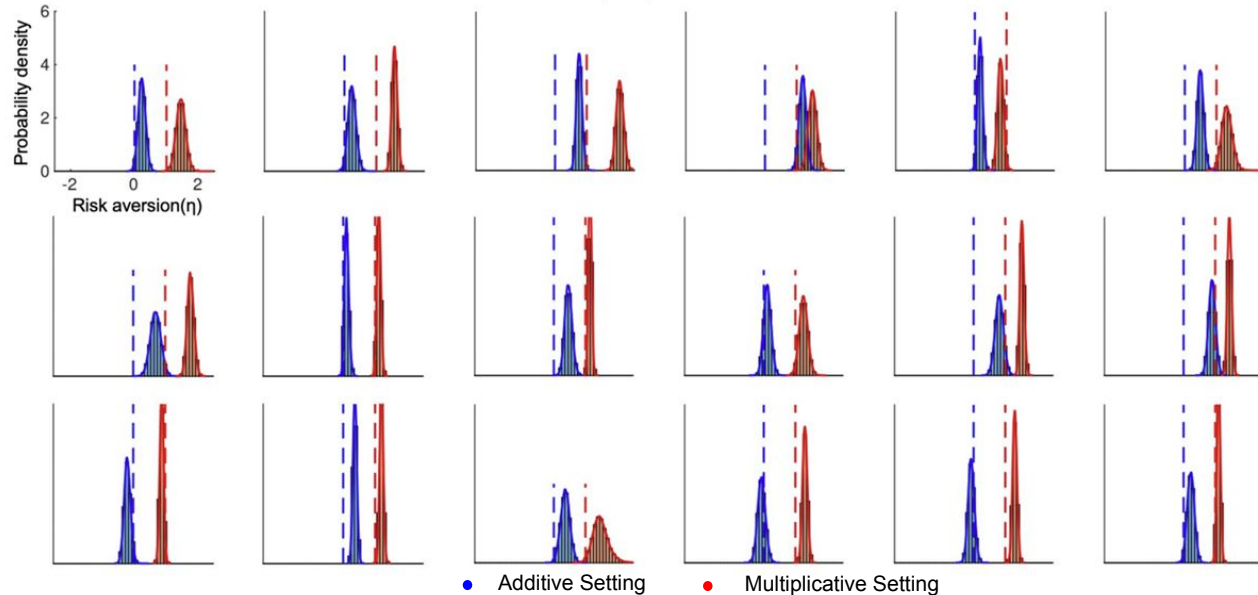 6
4
2
0
Probability density
-2 0 2
Risk aversion(η)
Additive Setting
Multiplicative Setting